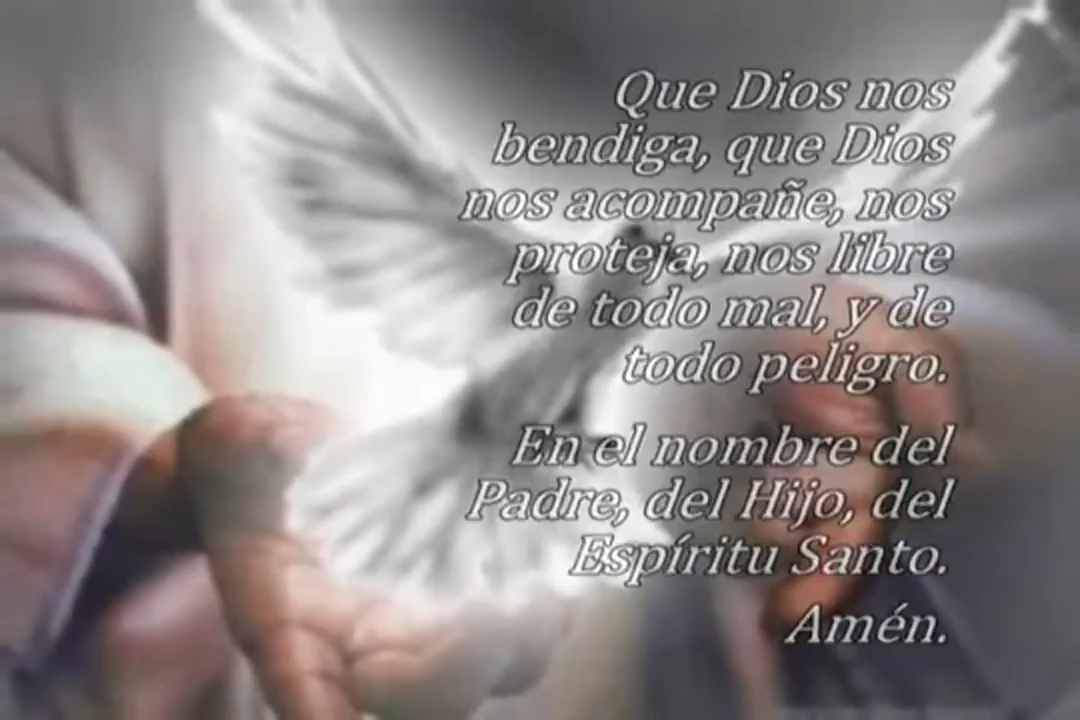 Que Dios nos
bendiga, que Dios
nos acompañe, nos
proteja, nos libre
de todo mal, y de
todo peligro.
En el nombre del
Padre, del Hijo, del
Espíritu Santo.
Amén.